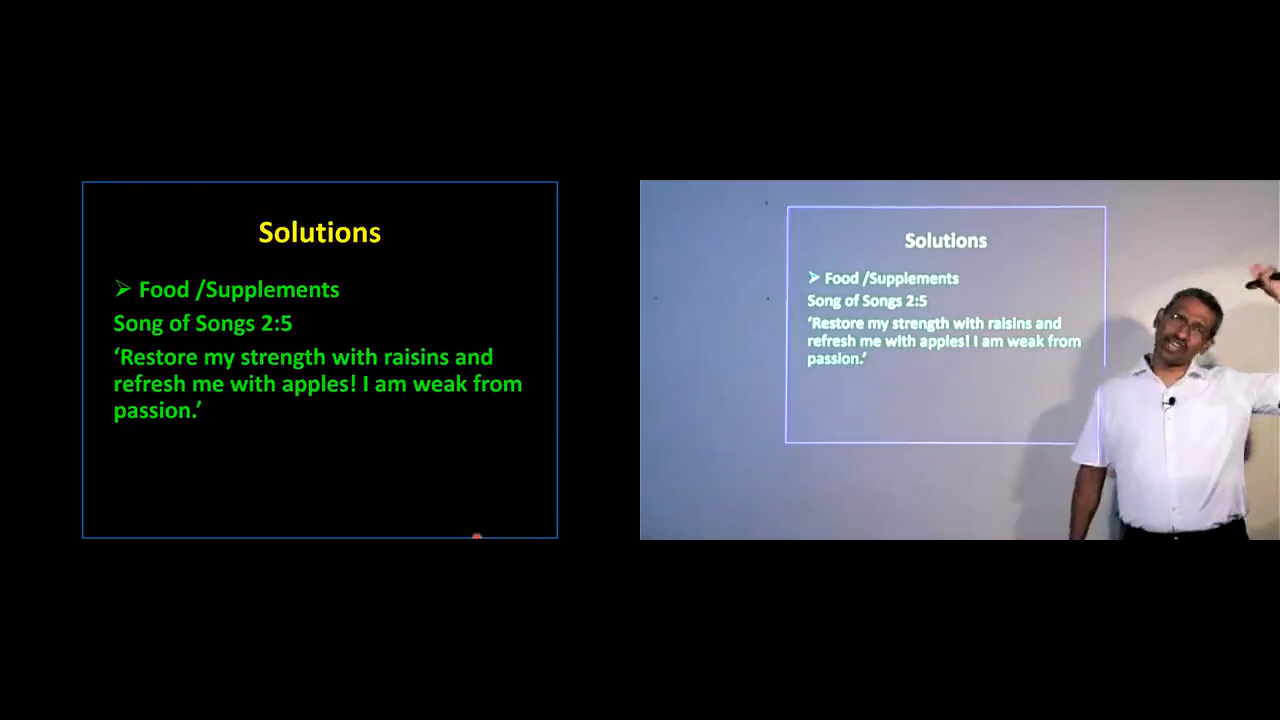 Solutions
➢ Food /Supplements
Song of Songs 2:5
‘Restore my strength with raisins and
refresh me with apples! I am weak from
passion.’
Solutions
➢ Food /Supplements
Song of Songs 2:5
‘Restore my strength with raisins and
refresh me with apples! I am weak from
passion.’